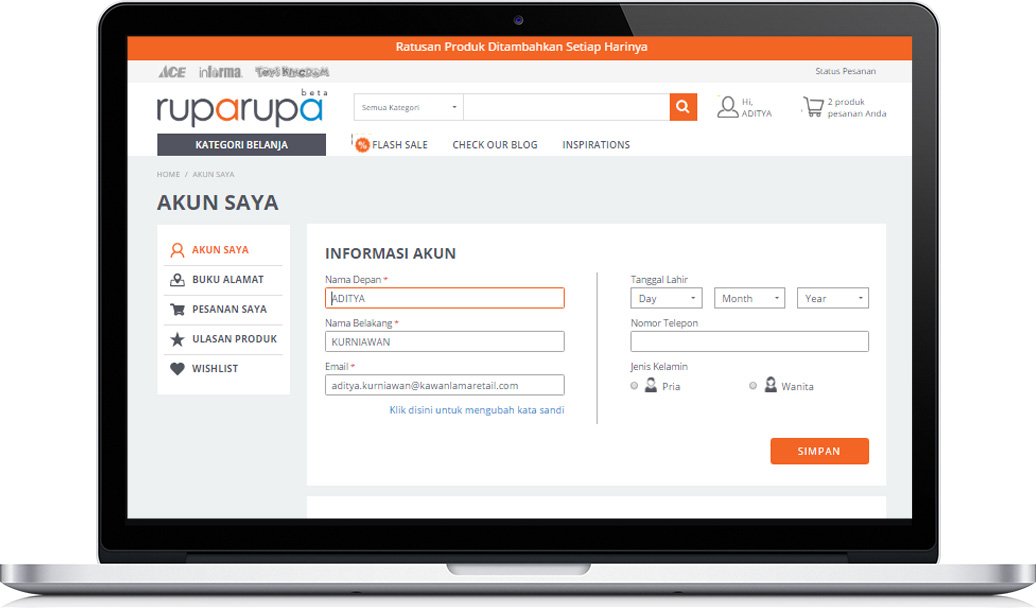 Ratusan Produk Ditambahkan Setiap Harinya
ACE informa Toys Kingdom
Status Pesanan
beta
ruparupa
Semua Kategori
Hi,
ADITYA
2 produk
pesanan Anda
KATEGORI BELANJA
% FLASH SALE
CHECK OUR BLOG
INSPIRATIONS
HOME / AKUN SAYA
AKUN SAYA
AKUN SAYA
BUKU ALAMAT
PESANAN SAYA
ULASAN PRODUK
WISHLIST
INFORMASI AKUN
Nama Depan *
ADITYA
Nama Belakang *
KURNIAWAN
Email *
aditya.kurniawan@kawanlamaretail.com
Klik disini untuk mengubah kata sandi
Tanggal Lahir
Day Month Year
Nomor Telepon
Jenis Kelamin
Pria Wanita
SIMPAN